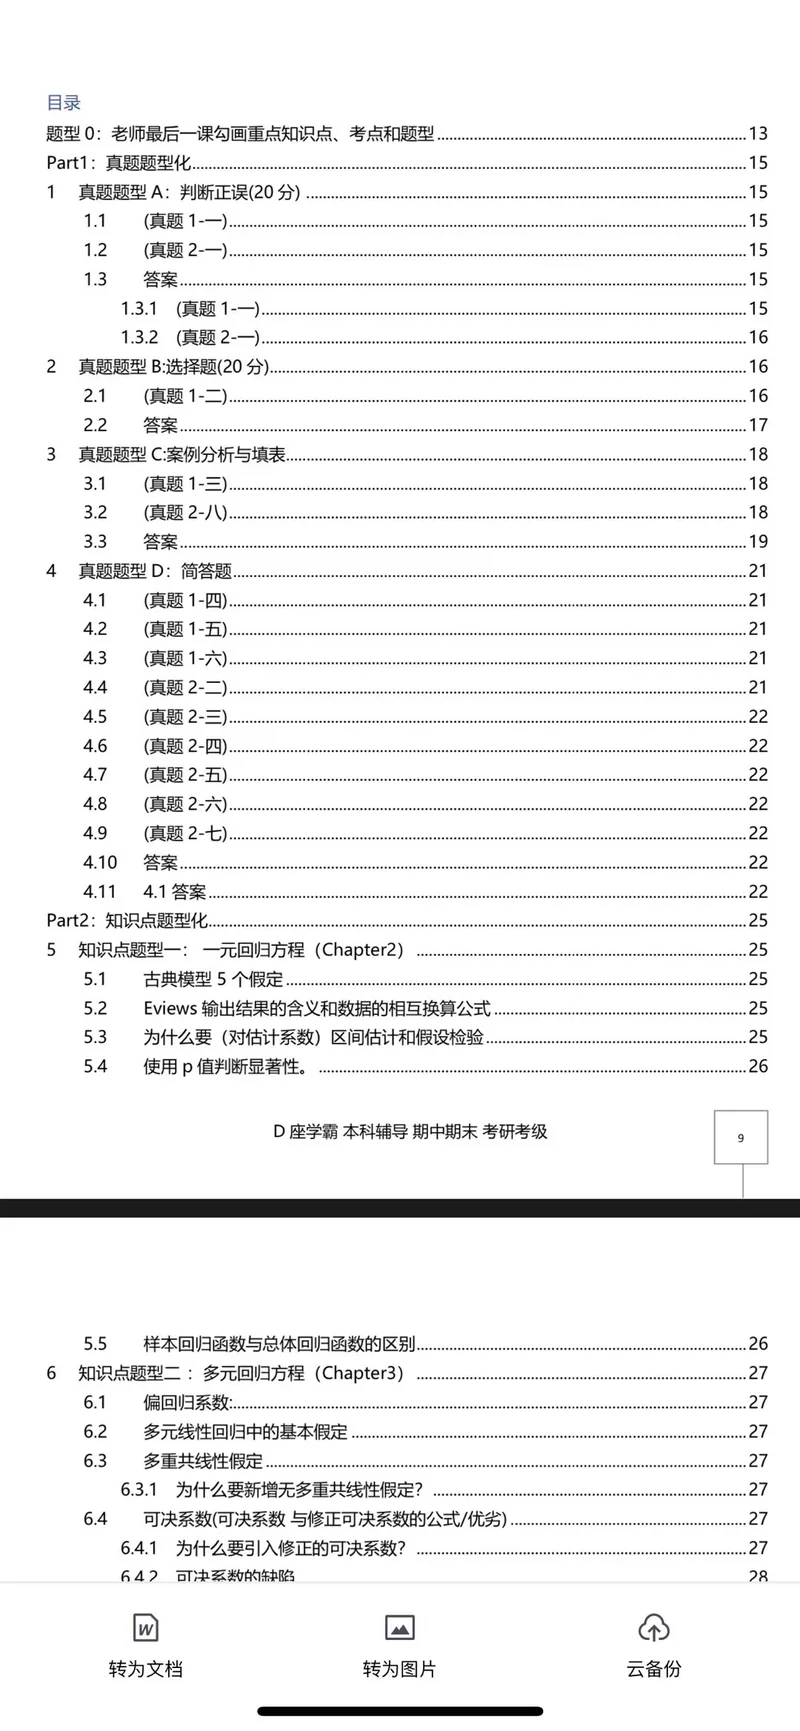 目录
题型 0：老师最后一课勾画重点知识点、考点和题型 13
Part1：真题题型化 15
1 真题题型 A：判断正误(20 分) 15
1.1 (真题 1-一) 15
1.2 (真题 2-一) 15
1.3 答案 15
1.3.1 (真题 1-一) 15
1.3.2 (真题 2-一) 16
2 真题题型 B:选择题(20 分) 16
2.1 (真题 1-二) 16
2.2 答案 17
3 真题题型 C:案例分析与填表 18
3.1 (真题 1-三) 18
3.2 (真题 2-八) 18
3.3 答案 19
4 真题题型 D：简答题 21
4.1 (真题 1-四) 21
4.2 (真题 1-五) 21
4.3 (真题 1-六) 21
4.4 (真题 2-二) 21
4.5 (真题 2-三) 22
4.6 (真题 2-四) 22
4.7 (真题 2-五) 22
4.8 (真题 2-六) 22
4.9 (真题 2-七) 22
4.10 答案 22
4.11 4.1 答案 22
Part2：知识点题型化 25
5 知识点题型一： 一元回归方程（Chapter2） 25
5.1 古典模型 5 个假定 25
5.2 Eviews 输出结果的含义和数据的相互换算公式 25
5.3 为什么要（对估计系数）区间估计和假设检验 25
5.4 使用 p 值判断显著性。 26
D 座学霸 本科辅导 期中期末 考研考级
9
5.5 样本回归函数与总体回归函数的区别 26
6 知识点题型二 ：多元回归方程（Chapter3） 27
6.1 偏回归系数: 27
6.2 多元线性回归中的基本假定 27
6.3 多重共线性假定 27
6.3.1 为什么要新增无多重共线性假定？ 27
6.4 可决系数(可决系数 与修正可决系数的公式/优劣) 27
6.4.1 为什么要引入修正的可决系数？ 27
6.4.2 可决系数的缺陷 28
转为文档
转为图片
云备份